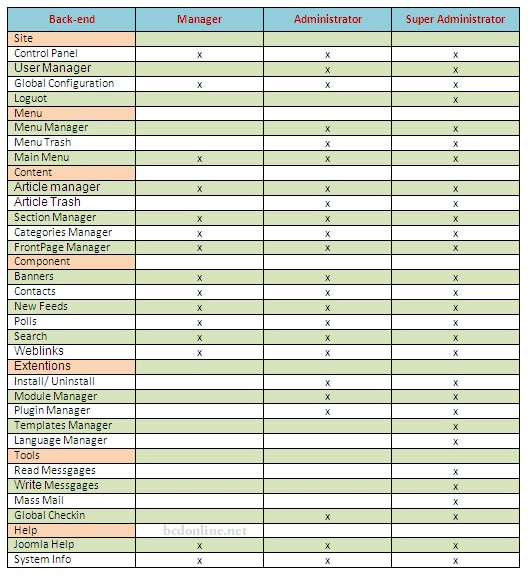 Back-end Manager Administrator Super Administrator
Site
Control Panel x x x
User Manager x x
Global Configuration x x x
Loguot x
Menu
Menu Manager x x
Menu Trash x x
Main Menu x x x
Content
Article manager x x x
Article Trash x x
Section Manager x x x
Categories Manager x x x
FrontPage Manager x x x
Component
Banners x x x
Contacts x x x
New Feeds x x x
Polls x x x
Search x x x
Weblinks x x x
Extentions
Install/ Uninstall x x
Module Manager x x
Plugin Manager x x
Templates Manager x
Language Manager x
Tools
Read Messgages x
Write Messgages x
Mass Mail x
Global Checkin x x
Help bcdonline.net
Joomla Help x x x
System Info x x x